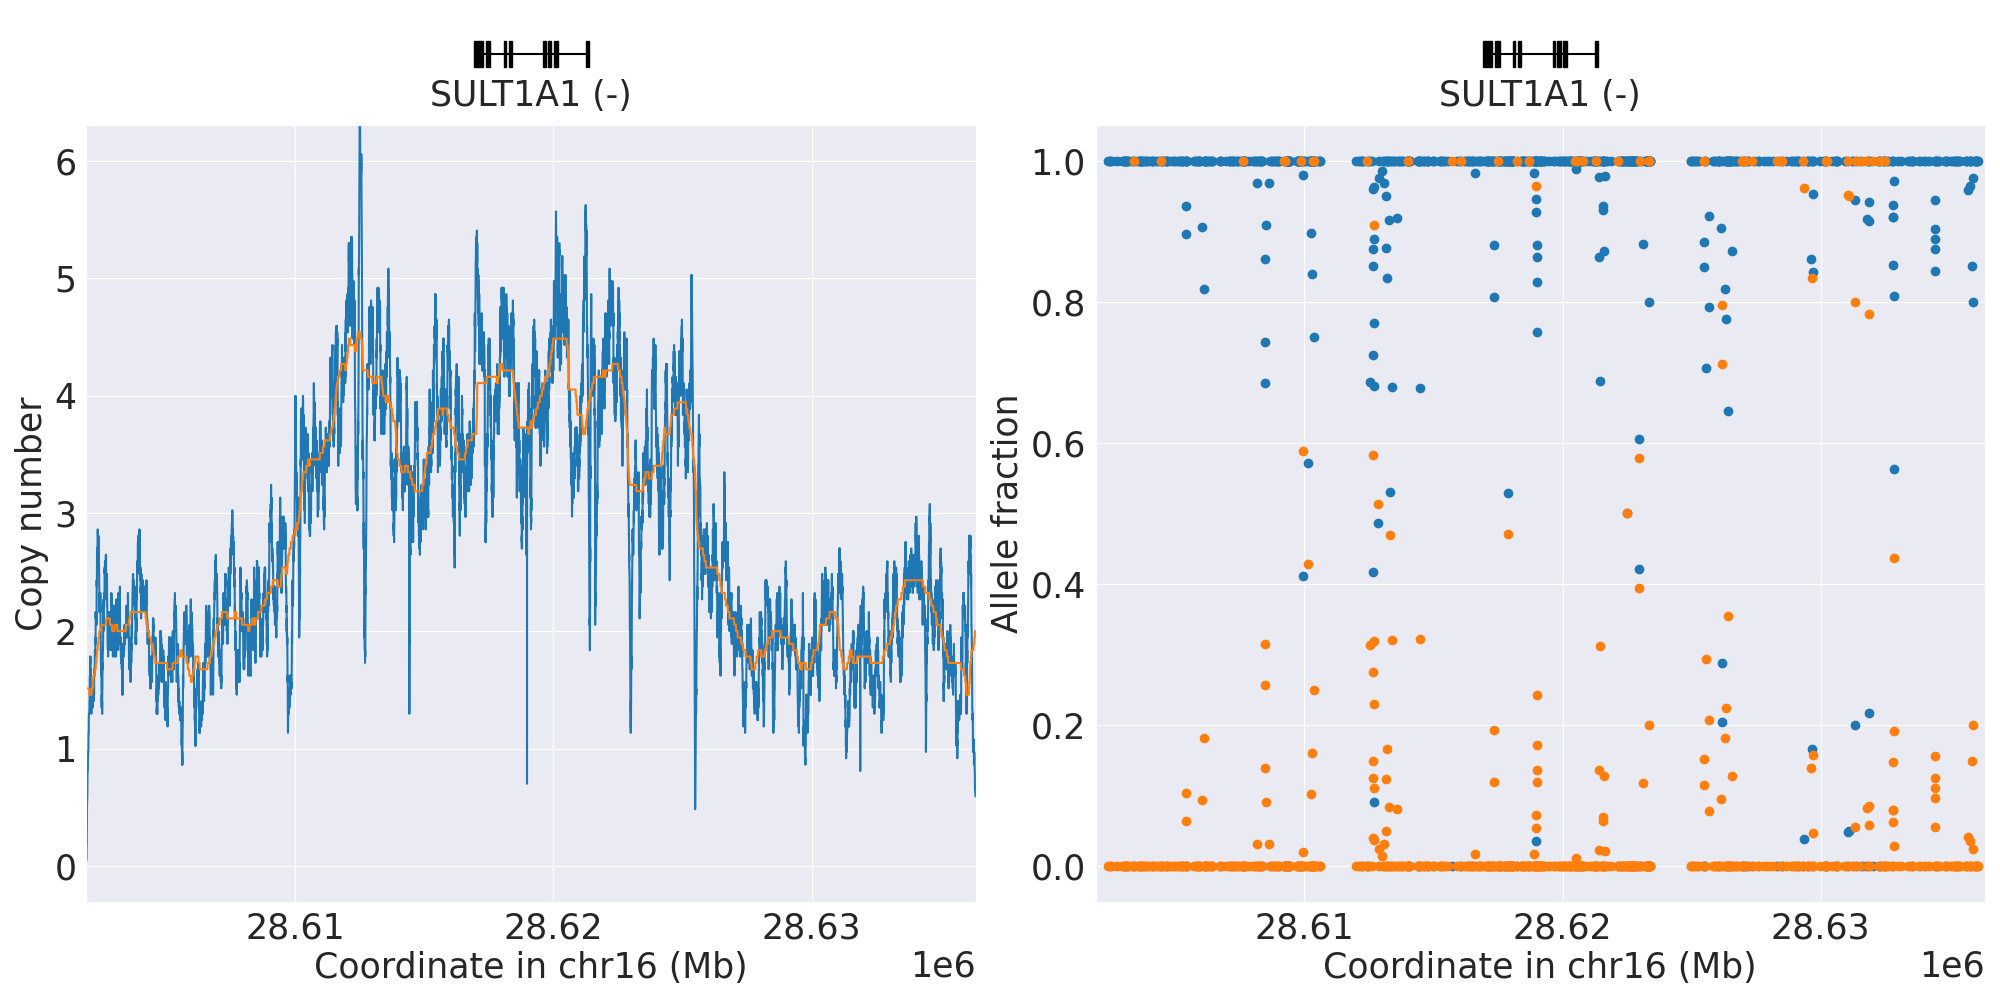 SULT1A1 (-)
6
5
4
3
2
1
0
Copy number
28.61
28.62
28.63
Coordinate in chr16 (Mb)
1e6
SULT1A1 (-)
1.0
0.8
0.6
0.4
0.2
0.0
Allele fraction
28.61
28.62
28.63
Coordinate in chr16 (Mb)
1e6